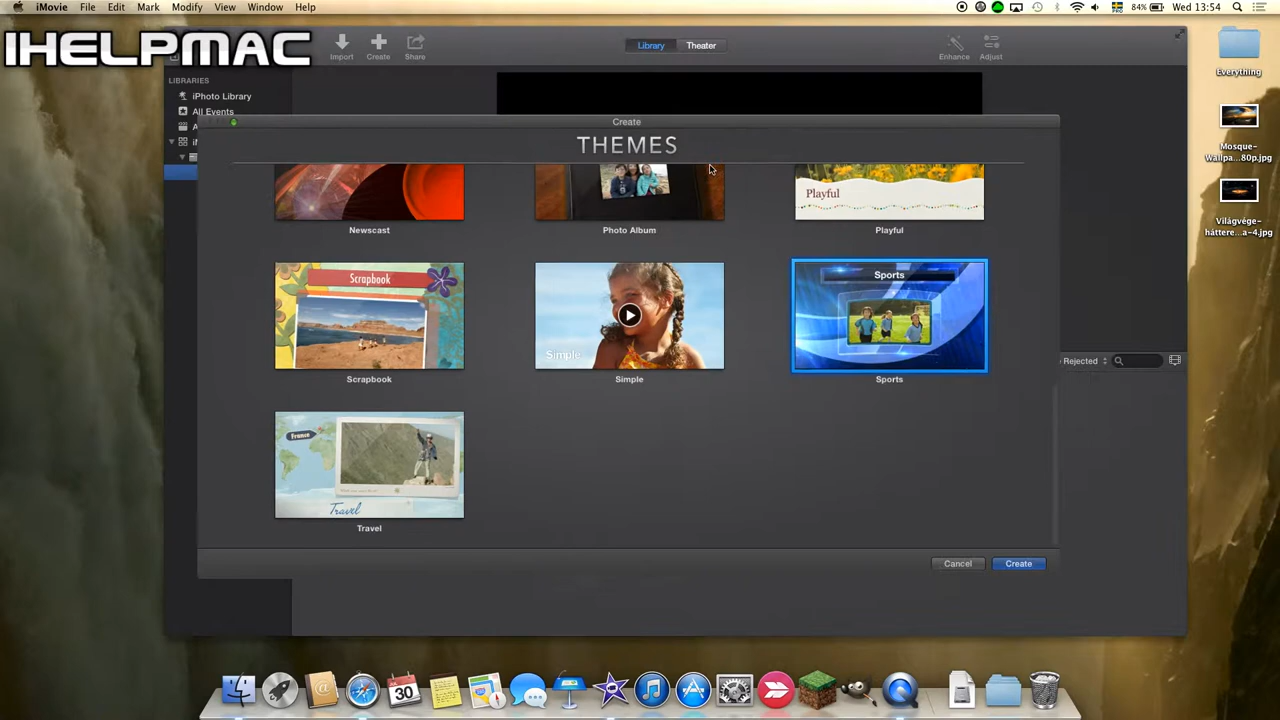 iMovie File Edit Mark Modify View Window Help
84% Wed 13:54
IHELPMAC
Import Create Share
Library Theater
Enhance Adjust
LIBRARIES
iPhoto Library
All Events
Create
THEMES
Newscast
Photo Album
Playful
Playful
Scrapbook
Scrapbook
Simple
Simple
Sports
Sports
France
Travel
Travel
Rejected
Cancel Create
Everything
Mosque-
Wallpa...80p.jpg
Világvége-
háttere...a-4.jpg
30